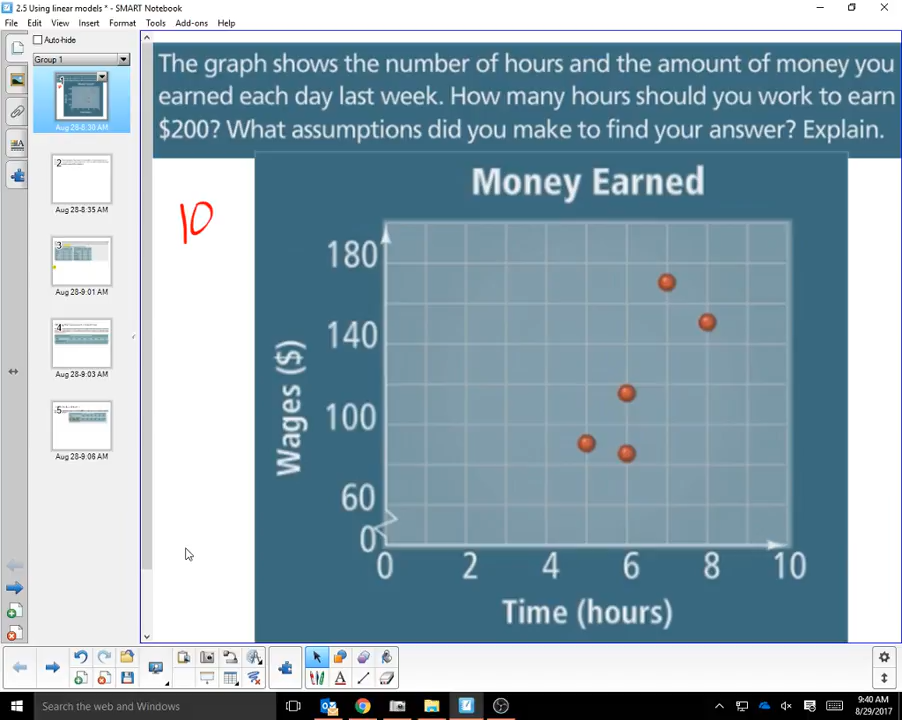 2.5 Using linear models * - SMART Notebook
File Edit View Insert Format Tools Add-ons Help
Auto-hide
Group 1
1
Aug 28-8:30 AM
2
Aug 28-8:35 AM
3
Aug 28-9:01 AM
4
Aug 28-9:03 AM
5
Aug 28-9:06 AM
The graph shows the number of hours and the amount of money you
earned each day last week. How many hours should you work to earn
$200? What assumptions did you make to find your answer? Explain.
10
Money Earned
180
140
100
60
0
Wages ($)
0 2 4 6 8 10
Time (hours)
Search Windows
9:40 AM
8/29/2017